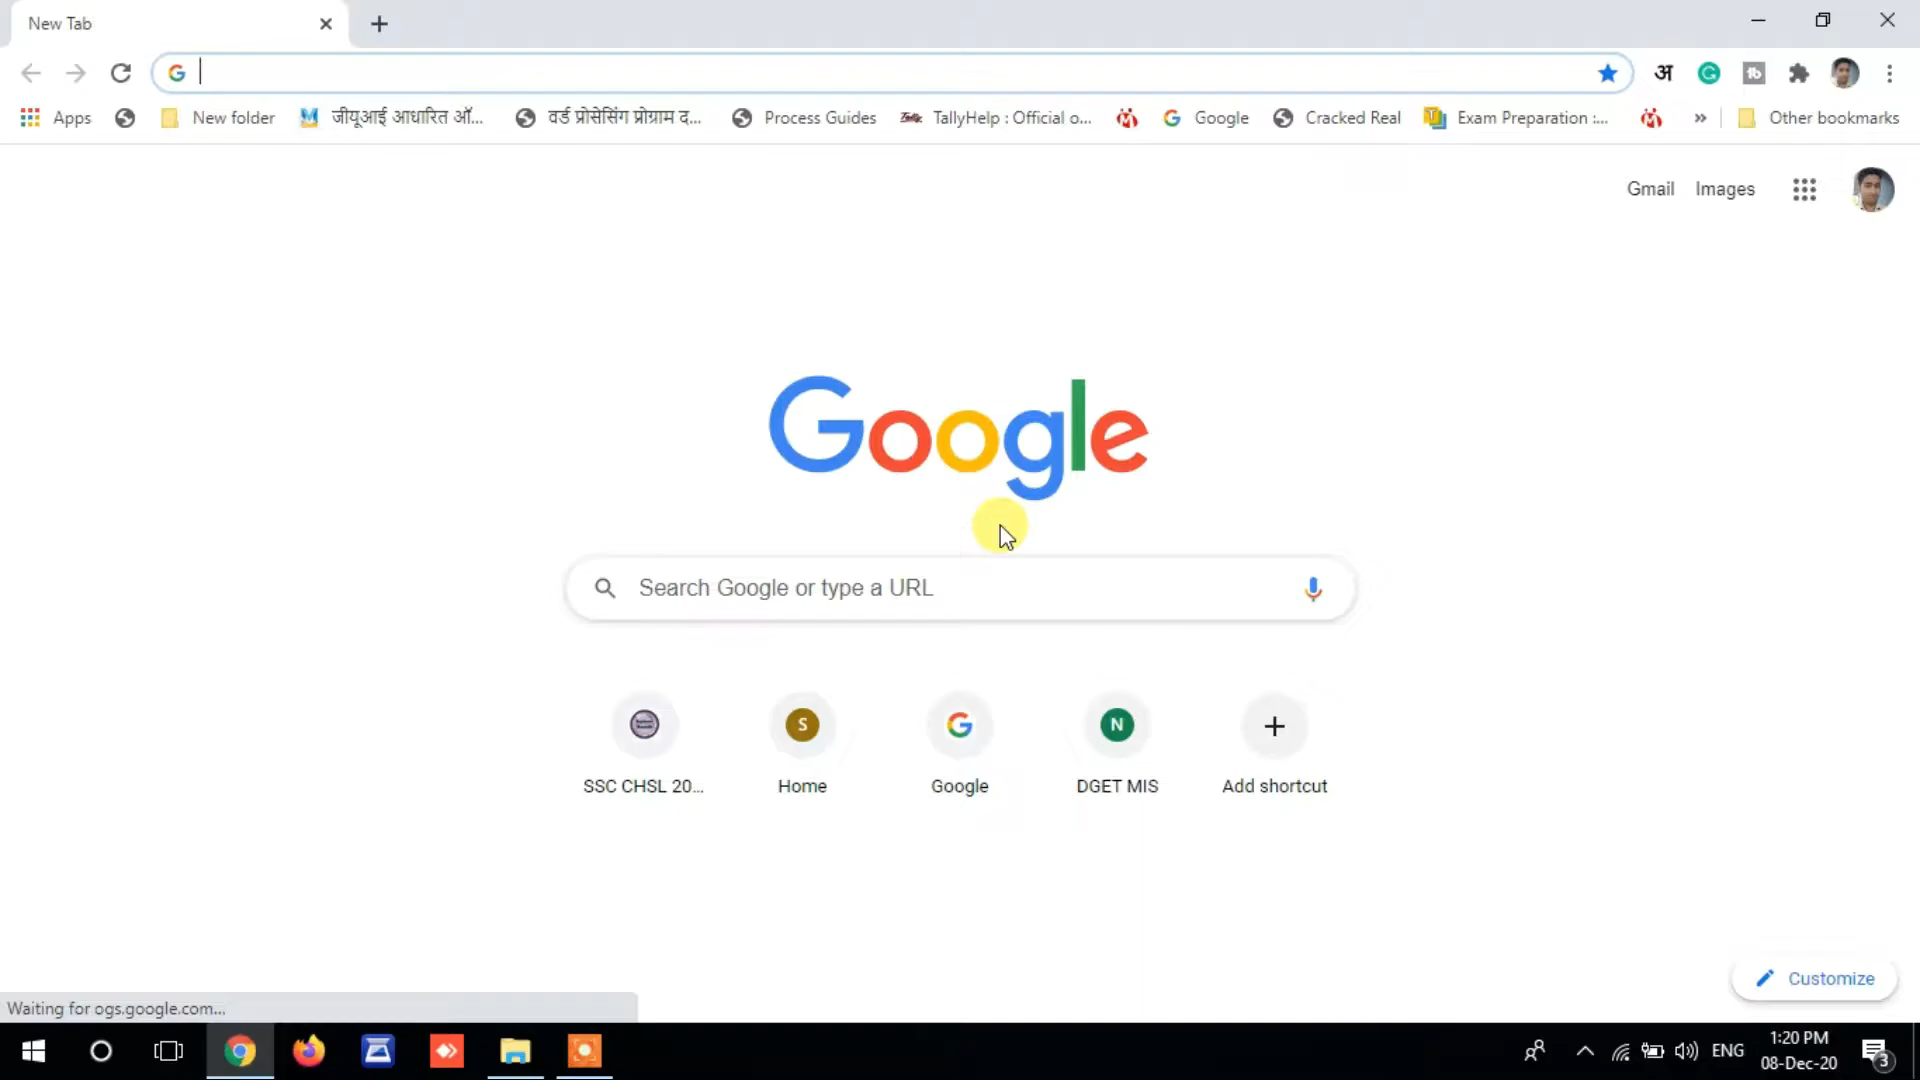 New Tab
Apps New folder जीयूआई आधारित ऑ... वर्ड प्रोसेसिंग प्रोग्राम द... Process Guides TallyHelp : Official o... Google Cracked Real Exam Preparation :... » Other bookmarks
Gmail Images
Google
Search Google or type a URL
S N
SSC CHSL 20... Home Google DGET MIS Add shortcut
Customize
Waiting for ogs.google.com...
ENG 1:20 PM
08-Dec-20 3